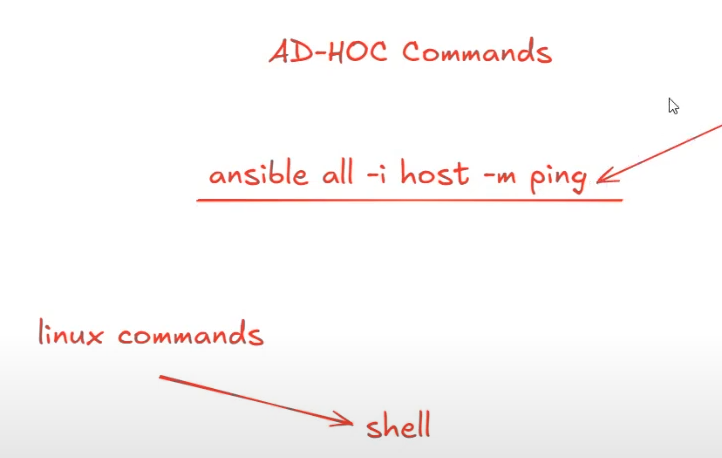 AD-HOC Commands
ansible all -i host -m ping
linux commands
shell